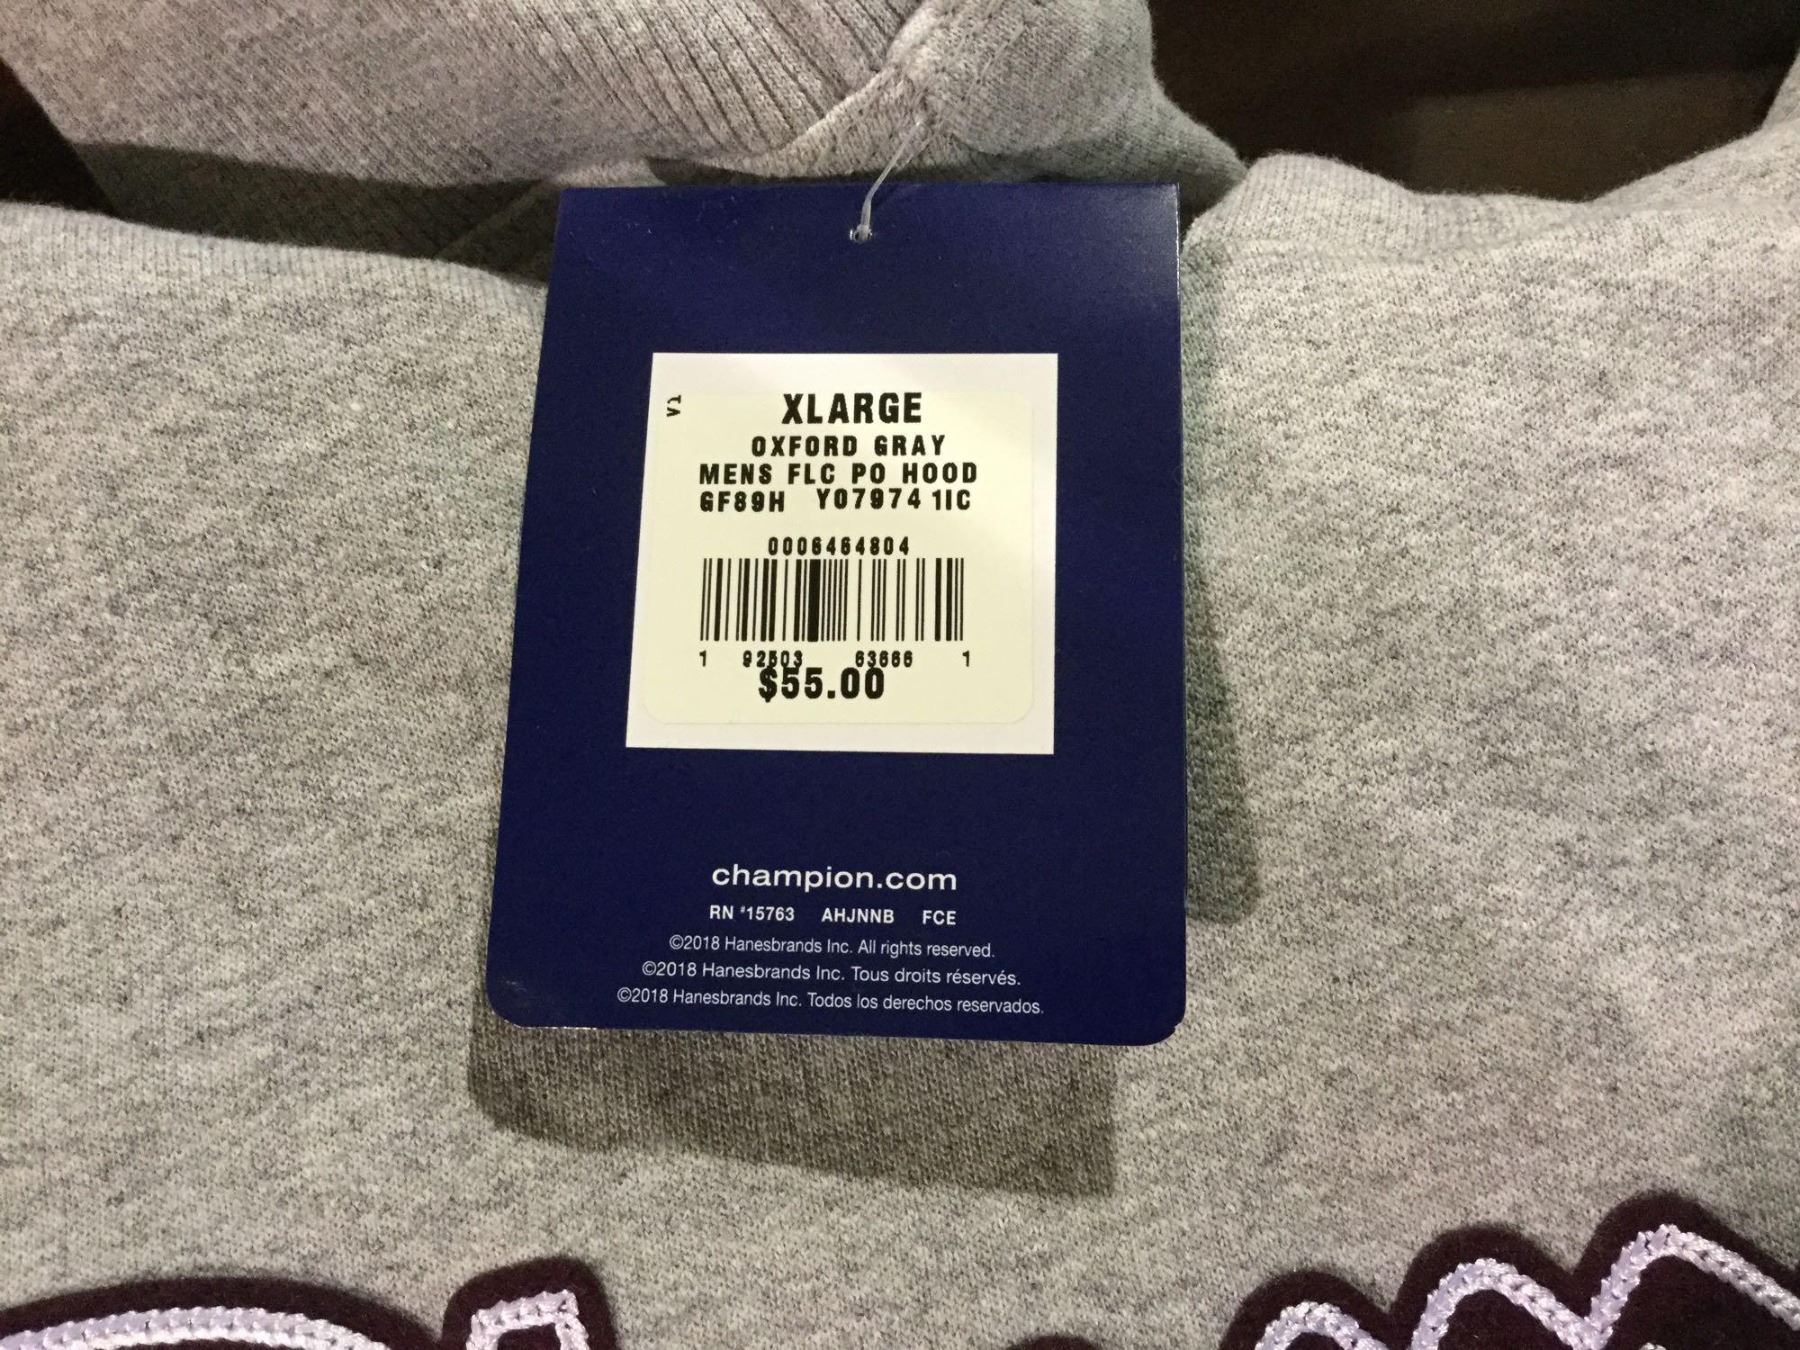 V1
XLARGE
OXFORD GRAY
MENS FLC PO HOOD
GF89H Y07974 1IC
0006464804
1 92503 63666 1
$55.00
champion.com
RN #15763 AHJNNB FCE
©2018 Hanesbrands Inc. All rights reserved.
©2018 Hanesbrands Inc. Tous droits réservés.
©2018 Hanesbrands Inc. Todos los derechos reservados.